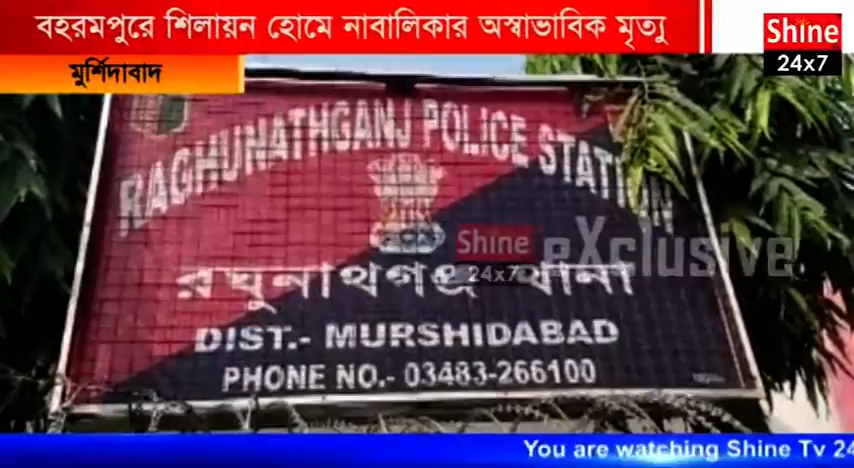 বহরমপুরে শিলায়ন হোমে নাবালিকার অস্বাভাবিক মৃত্যু
Shine
24x7
মুর্শিদাবাদ
RAGHUNATHGANJ POLICE STATION
Shine
24x7
eXclusive
রঘুনাথগঞ্জ থানা
DIST.- MURSHIDABAD
PHONE NO.- 03483-266100
You are watching Shine Tv 24